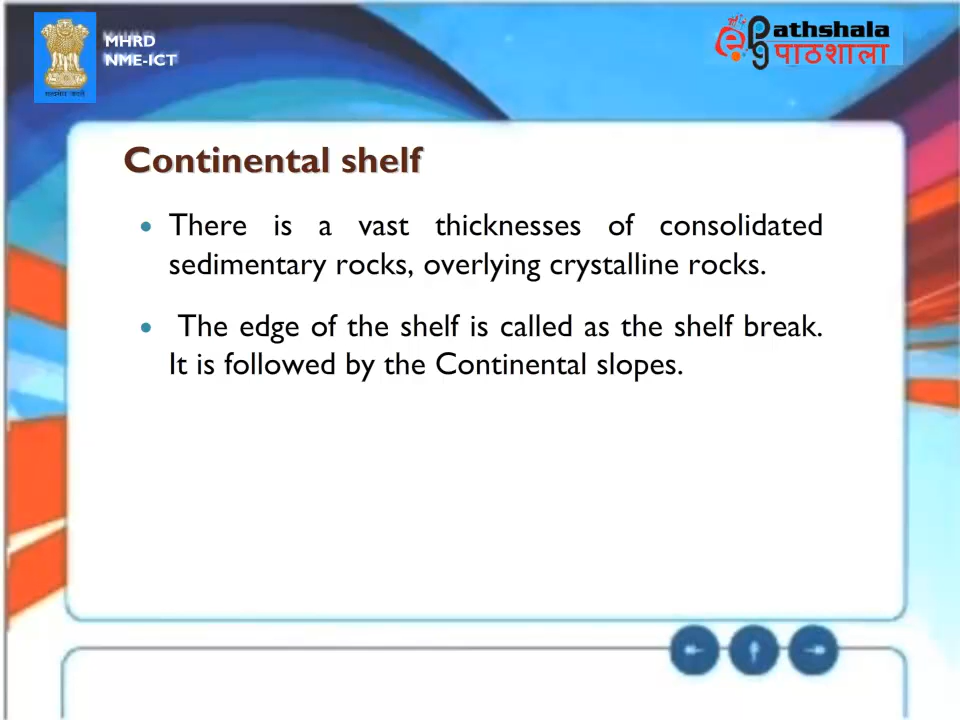 MHRD
NME-ICT
Pathshala
पाठशाला
Continental shelf
• There is a vast thicknesses of consolidated
sedimentary rocks, overlying crystalline rocks.
• The edge of the shelf is called as the shelf break.
It is followed by the Continental slopes.